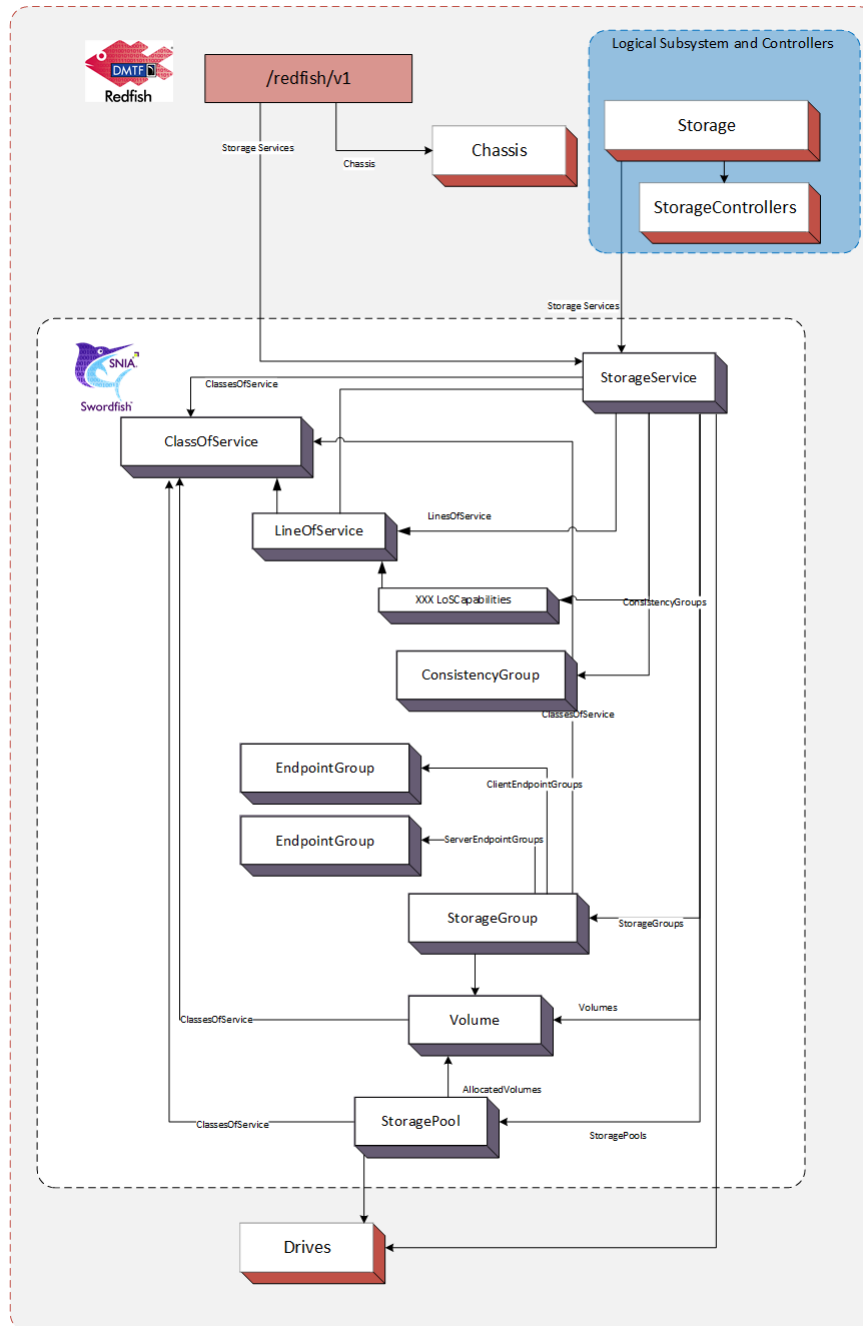 Logical Subsystem and Controllers
DMTF
Redfish
/redfish/v1
Storage
Chassis
Storage Services
Chassis
StorageControllers
Storage Services
SNIA
Swordfish
StorageService
ClassesOfService
ClassOfService
LineOfService
LinesOfService
XXX LoSCapabilities
ConsistencyGroups
ConsistencyGroup
ClassesOfService
EndpointGroup
ClientEndpointGroups
EndpointGroup
ServerEndpointGroups
StorageGroup
StorageGroups
Volume
Volumes
ClassesOfService
AllocatedVolumes
StoragePool
ClassesOfService
StoragePools
Drives